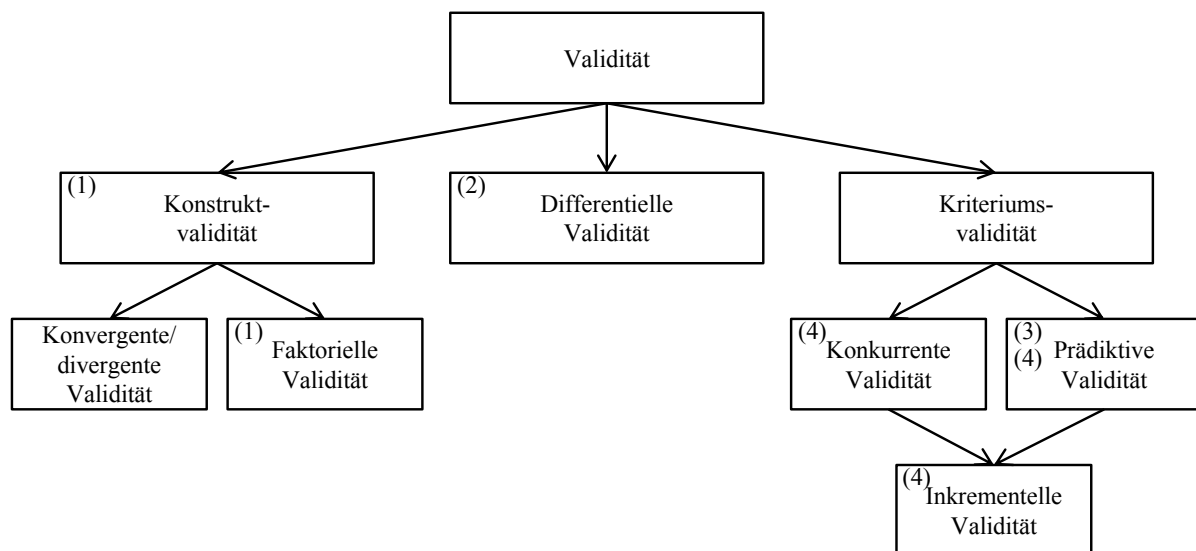 Validität
(1)
Konstrukt-
validität
(2)
Differentielle
Validität
Kriteriums-
validität
Konvergente/
divergente
Validität
(1)
Faktorielle
Validität
(4)
Konkurrente
Validität
(3)
(4)
Prädiktive
Validität
(4)
Inkrementelle
Validität